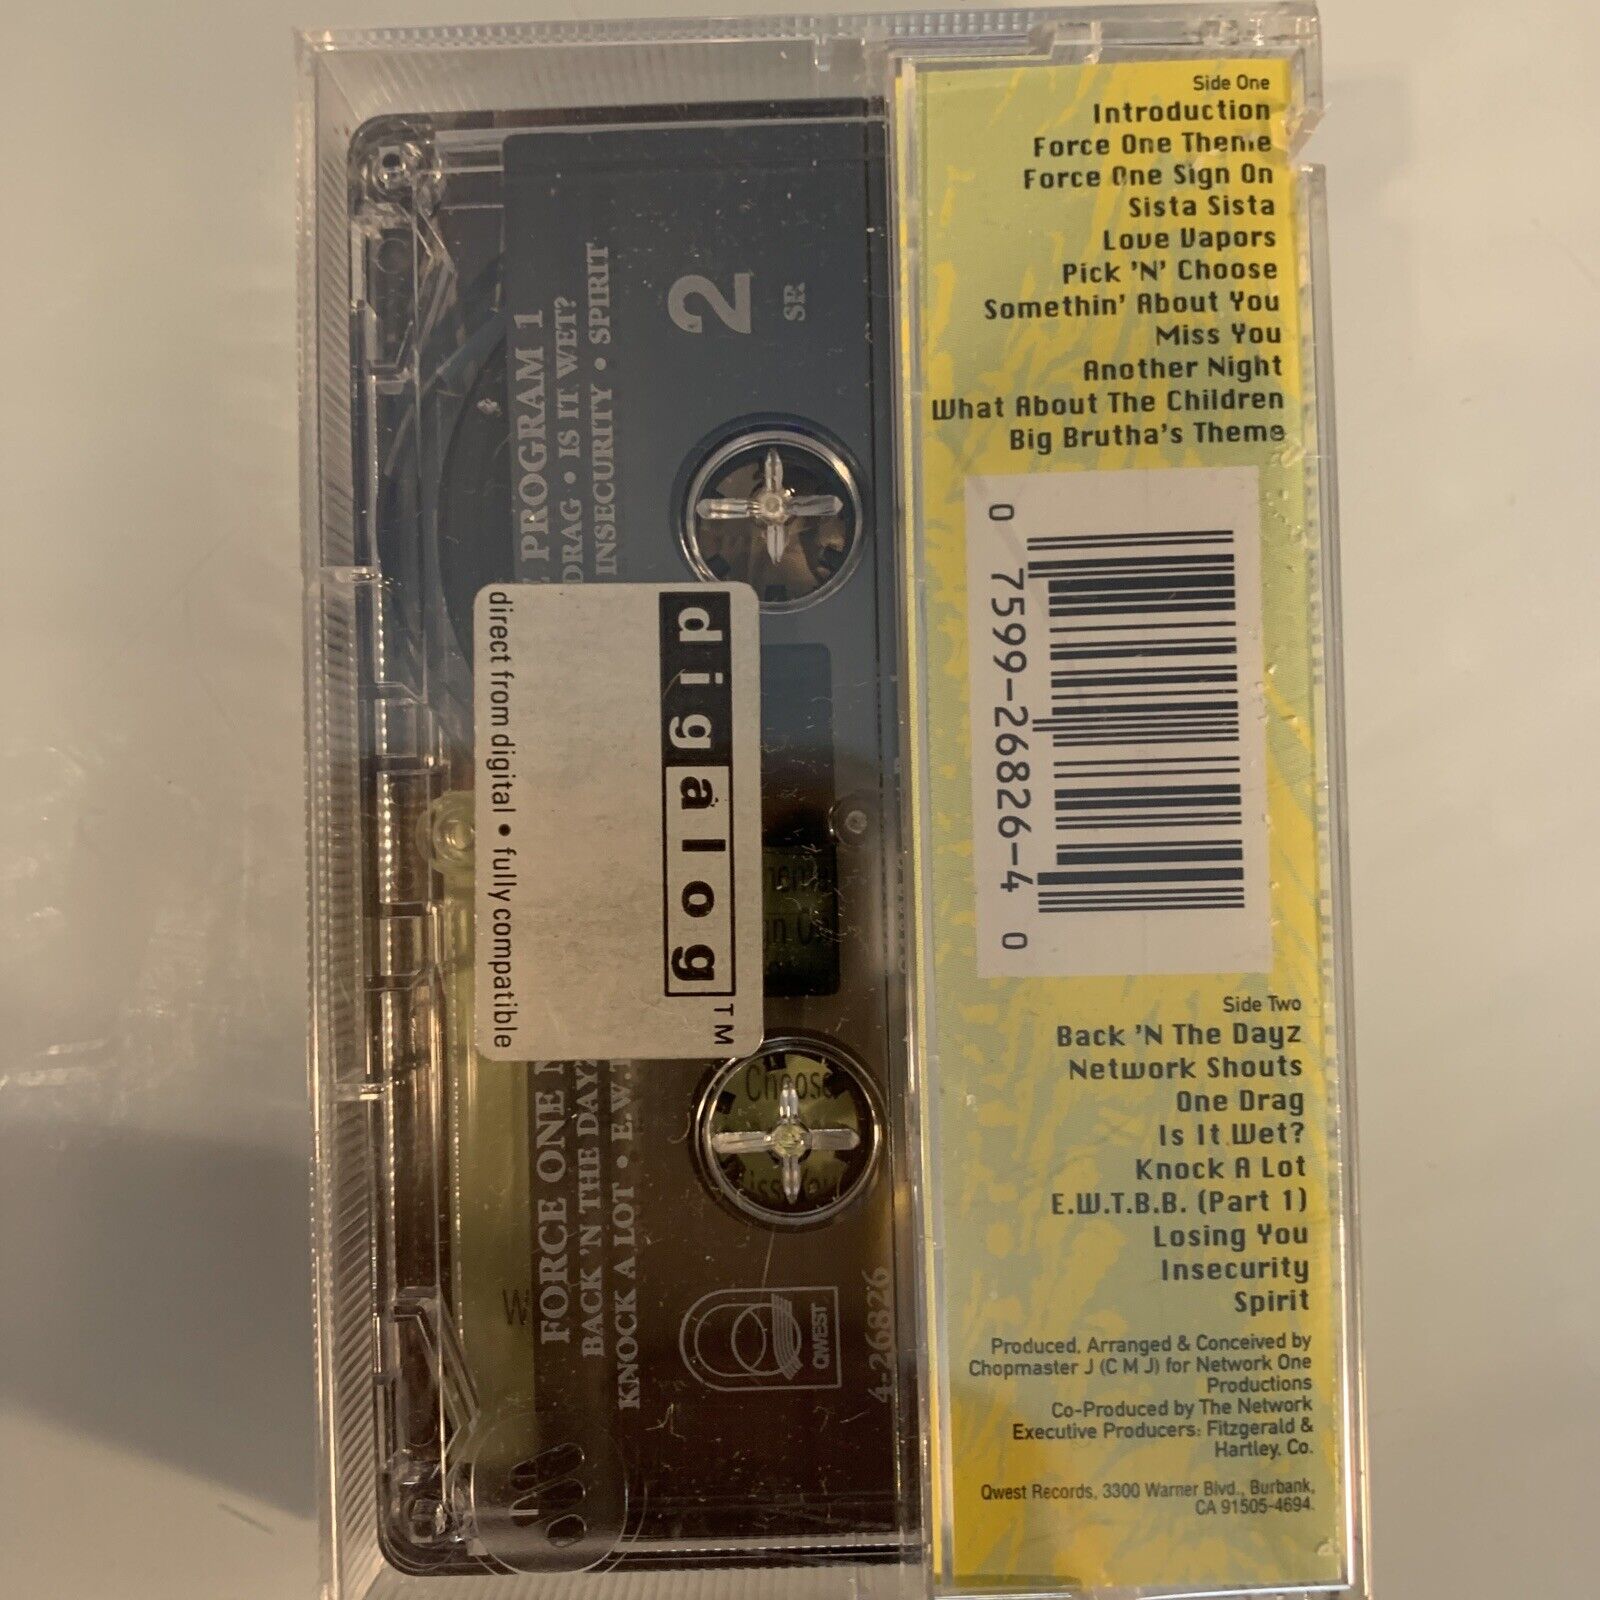 Side One
Introduction
Force One Theme
Force One Sign On
Sista Sista
Love Vapors
Pick 'N' Choose
Somethin' About You
Miss You
Another Night
What About The Children
Big Brutha's Theme
0 7599-26826-4 0
Side Two
Back 'N The Dayz
Network Shouts
One Drag
Is It Wet?
Knock A Lot
E.W.T.B.B. (Part 1)
Losing You
Insecurity
Spirit
Produced, Arranged & Conceived by
Chopmaster J (C M J) for Network One
Productions
Co-Produced by The Network
Executive Producers: Fitzgerald &
Hartley, Co.
Qwest Records, 3300 Warner Blvd., Burbank,
CA 91505-4694.
FORCE ONE PROGRAM 1
BACK 'N THE DAYZ DRAG • IS IT WET?
KNOCK A LOT • INSECURITY • SPIRIT
2
SR
QWEST
4-26826
digalog™
direct from digital • fully compatible
Choose